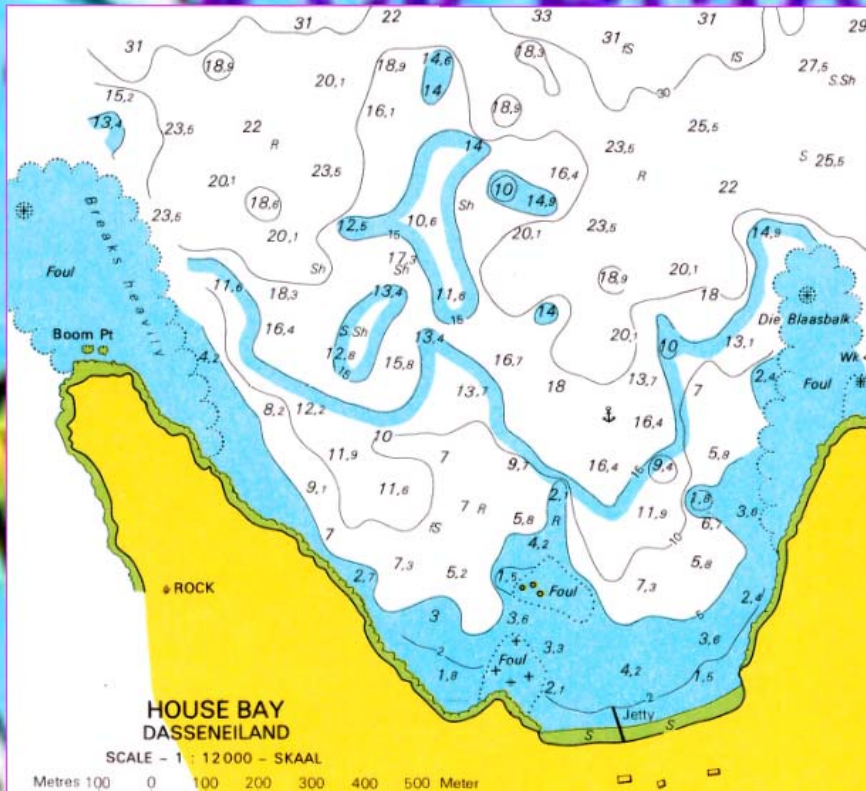 31 22 33 31 29
31 31 fS 31
18,9 18,9 14,6 18,3 fS 27,5
20,1 14 30 S.Sh
15,2 16,1 18,9
13,4 23,5 22 25,5
R 14 23,5 S 25,5
20,1 23,5 16,4 R
18,6 10 14,9 22
23,5 12,5 10,6 Sh 23,5
20,1 15 20,1 14,9
Breaks heavily
Foul
17,3
Sh Sh
11,6 18,3 13,4 11,6 18,9 20,1
18
16,4 S.Sh 15 14 Die Blaasbalk
Boom Pt
4,2 12,8 13,4 20,1 10 13,1
15 15,8 16,7 Wk
13,7 18 13,7 7 2,4 Foul
8,2 12,2 16,4
10
11,9 7 9,7 16,4 15 9,4 5,8
9,1 11,6 2,1 1,8 3,6
7 R 5,8 R 11,9 6,7
7 fS 4,2 10
7,3 5,2 5,8
2,7 1,5 Foul 7,3
ROCK 2,4
3 3,6 5
2 3,3 3,6
Foul
1,8 4,2 1,5
2,1 2
HOUSE BAY
DASSENEILAND
Jetty
S S
SCALE - 1 : 12 000 - SKAAL
Metres 100 0 100 200 300 400 500 Meter